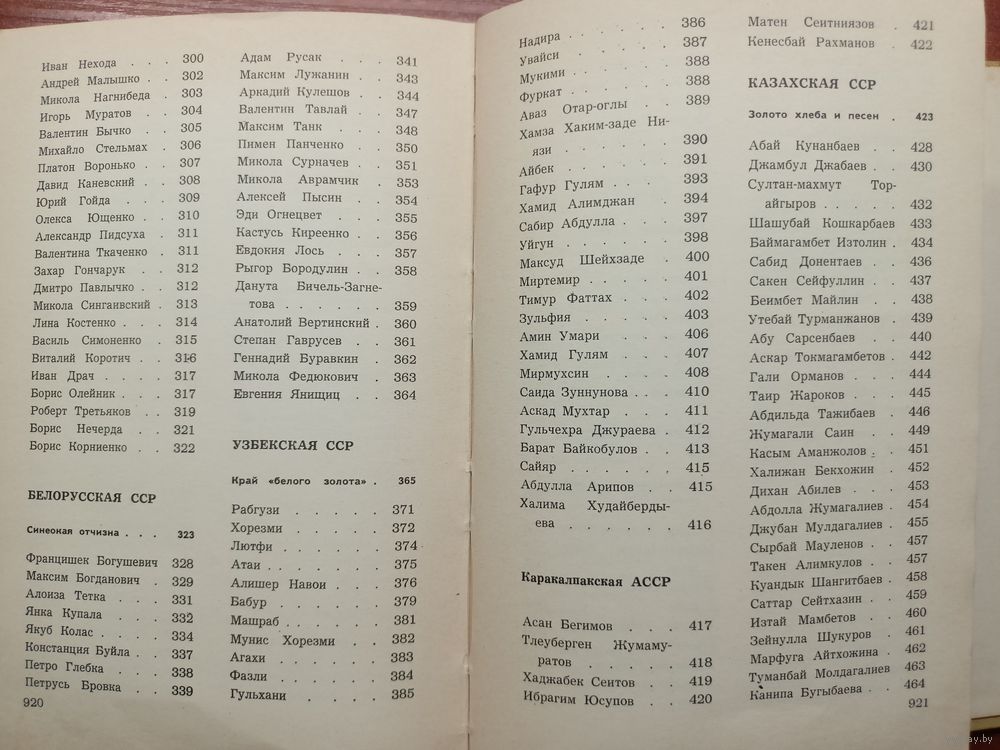 Иван Нехода . . . 300
Андрей Малышко . . 302
Микола Нагнибеда . 303
Игорь Муратов . . 304
Валентин Бычко . . 305
Михайло Стельмах . 306
Платон Воронько . . 307
Давид Каневский . . 308
Юрий Гойда . . . 309
Олекса Ющенко . . 310
Александр Пидсуха . 311
Валентина Ткаченко . 311
Захар Гончарук . . 312
Дмитро Павлычко . . 312
Микола Сингаивский . 313
Лина Костенко . . . 314
Василь Симоненко . 315
Виталий Коротич . . 316
Иван Драч . . . . 317
Борис Олейник . . . 317
Роберт Третьяков . . 319
Борис Нечерда . . 321
Борис Корниенко . . 322
БЕЛОРУССКАЯ ССР
Синеокая отчизна . . . 323
Францишек Богушевич 328
Максим Богданович . 329
Алоиза Тетка . . . 331
Янка Купала . . . 332
Якуб Колас . . . . 334
Констанция Буйла . . 337
Петро Глебка . . . 338
Петрусь Бровка . . 339
920
Адам Русак . . . 341
Максим Лужанин . . 343
Аркадий Кулешов . . 344
Валентин Тавлай . . 347
Максим Танк . . . 348
Пимен Панченко . . 350
Микола Сурначев . . 351
Микола Аврамчик . 353
Алексей Пысин . . 354
Эди Огнецвет . . . 355
Кастусь Киреенко . . 356
Евдокия Лось . . . 357
Рыгор Бородулин . . 358
Данута Бичель-Загне-
това . . . . . 359
Анатолий Вертинский . 360
Степан Гаврусев . . 361
Геннадий Буравкин . 362
Микола Федюкович . 363
Евгения Янищиц . . 364
УЗБЕКСКАЯ ССР
Край «белого золота» . 365
Рабгузи . . . . 371
Хорезми . . . . 372
Лютфи . . . . . 374
Атаи . . . . . . 375
Алишер Навои . . . 376
Бабур . . . . . 379
Машраб . . . . . 381
Мунис Хорезми . . 382
Агахи . . . . . 383
Фазли . . . . . 384
Гульхани . . . . 385
Надира . . . . . 386
Увайси . . . . . 387
Мукими . . . . . 388
Фуркат . . . . . 388
Аваз Отар-оглы . . 389
Хамза Хаким-заде Ни-
язи . . . . . 390
Айбек . . . . . 391
Гафур Гулям . . . 393
Хамид Алимджан . 394
Сабир Абдулла . . 397
Уйгун . . . . . . 398
Максуд Шейхзаде . 400
Миртемир . . . . 401
Тимур Фаттах . . . 402
Зульфия . . . . . 403
Амин Умари . . . 406
Хамид Гулям . . . 407
Мирмухсин . . . . 408
Саида Зуннунова . . . 410
Аскад Мухтар . . . 411
Гульчехра Джураева . 412
Барат Байкобулов . . 413
Сайяр . . . . . . 415
Абдулла Арипов . . 415
Халима Худайберды-
ева . . . . . . 416
Каракалпакская АССР
Асан Бегимов . . . 417
Тлеуберген Жумаму-
ратов . . . . . 418
Хаджабек Сеитов . . 419
Ибрагим Юсупов . . 420
Матен Сеитниязов . 421
Кенесбай Рахманов . 422
КАЗАХСКАЯ ССР
Золото хлеба и песен . 423
Абай Кунанбаев . . 428
Джамбул Джабаев . . 430
Султан-махмут Тор-
айгыров . . . . . 432
Шашубай Кошкарбаев 433
Баймагамбет Изтолин . 434
Сабид Донентаев . . 436
Сакен Сейфуллин . . 437
Беимбет Майлин . . 438
Утебай Турманжанов . 439
Абу Сарсенбаев . . 440
Аскар Токмагамбетов . 442
Гали Орманов . . . 444
Таир Жароков . . . 445
Абдильда Тажибаев . 446
Жумагали Саин . . 449
Касым Аманжолов . . 451
Халижан Бекхожин . 452
Дихан Абилев . . . 453
Абдолла Жумагалиев . 454
Джубан Мулдагалиев . 455
Сырбай Мауленов . . 457
Такен Алимкулов . . 457
Куандык Шангитбаев . 458
Саттар Сейтхазин . . 459
Изтай Мамбетов . . 460
Зейнулла Шукуров . 461
Марфуга Айтхожина . 462
Туманбай Молдагалиев 463
Канипа Бугыбаева . . 464
921